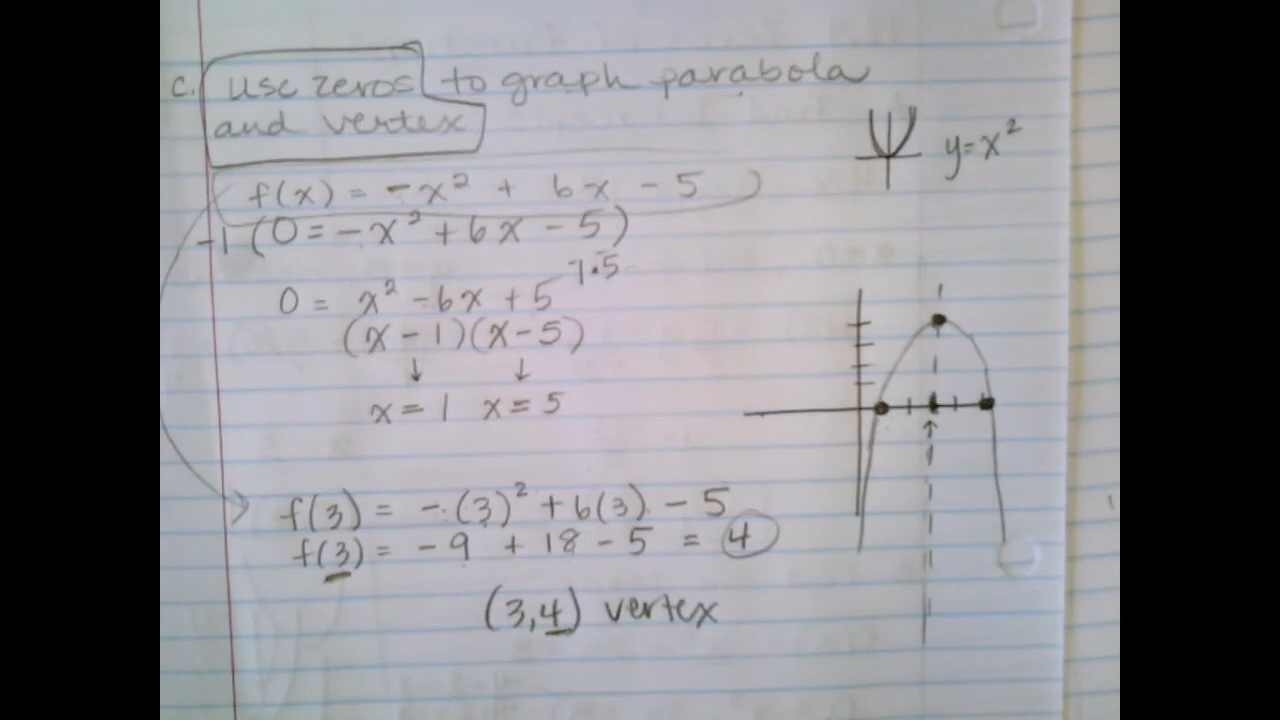 c. use zeros to graph parabola
and vertex
y=x²
f(x) = -x² + 6x - 5
-1(0 = -x² + 6x - 5)
1·5
0 = x² - 6x + 5
(x - 1)(x - 5)
↓ ↓
x = 1 x = 5
f(3) = -(3)² + 6(3) - 5
f(3) = -9 + 18 - 5 = 4
(3,4) vertex